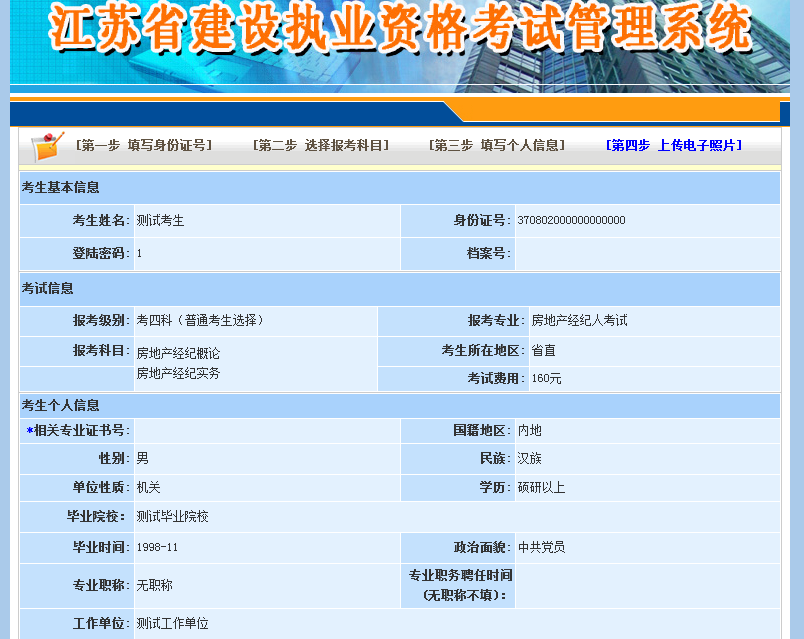 江苏省建设执业资格考试管理系统
[第一步 填写身份证号] [第二步 选择报考科目] [第三步 填写个人信息] [第四步 上传电子照片]
考生基本信息
考生姓名: 测试考生 身份证号: 370802000000000000
登陆密码: 1 档案号:
考试信息
报考级别: 考四科（普通考生选择） 报考专业: 房地产经纪人考试
报考科目: 房地产经纪概论 考生所在地区: 省直
房地产经纪实务 考试费用: 160元
考生个人信息
*相关专业证书号: 国籍地区: 内地
性别: 男 民族: 汉族
单位性质: 机关 学历: 硕研以上
毕业院校: 测试毕业院校
毕业时间: 1998-11 政治面貌: 中共党员
专业职称: 无职称 专业职务聘任时间
(无职称不填):
工作单位: 测试工作单位